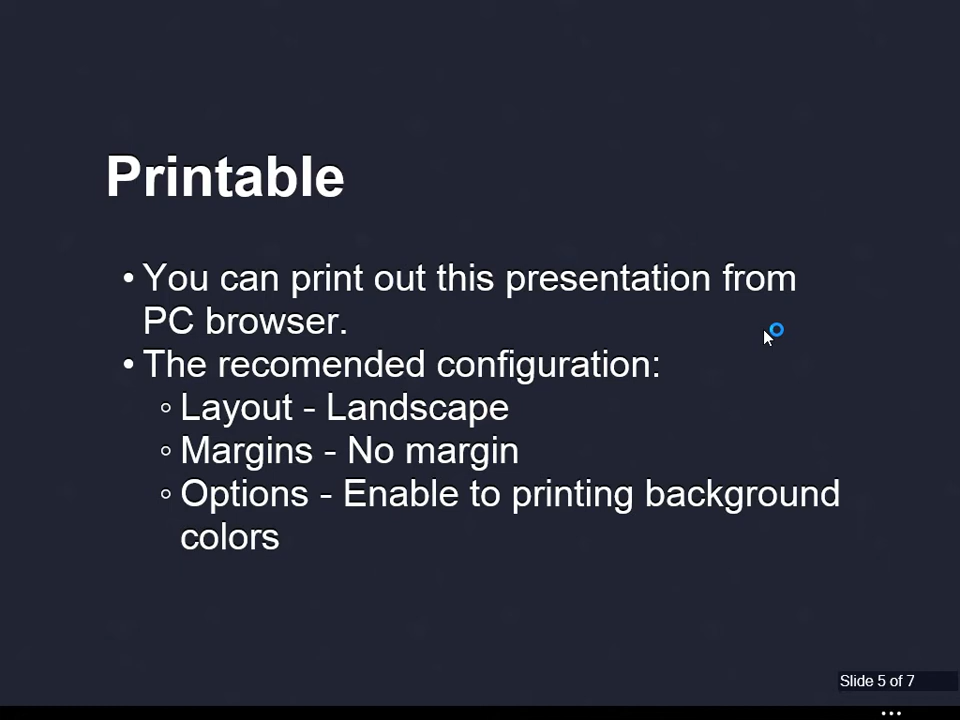 Printable
• You can print out this presentation from
PC browser.
• The recomended configuration:
◦ Layout - Landscape
◦ Margins - No margin
◦ Options - Enable to printing background
colors
Slide 5 of 7
...